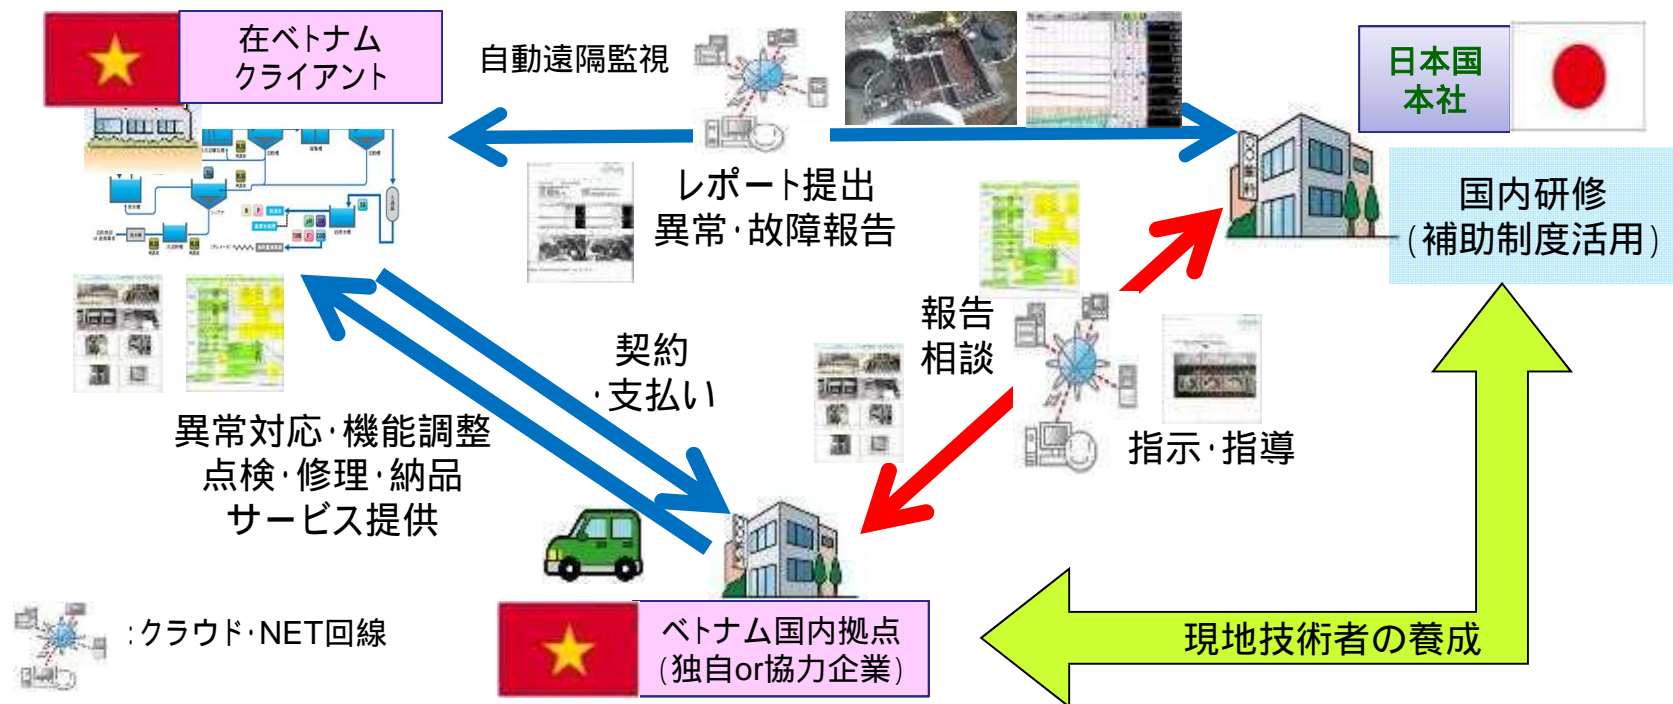 在ベトナム
クライアント
自動遠隔監視
日本国
本社
レポート提出
異常・故障報告
国内研修
(補助制度活用)
報告
相談
契約
・支払い
指示・指導
異常対応・機能調整
点検・修理・納品
サービス提供
:クラウド・NET回線
ベトナム国内拠点
(独自or協力企業)
現地技術者の養成